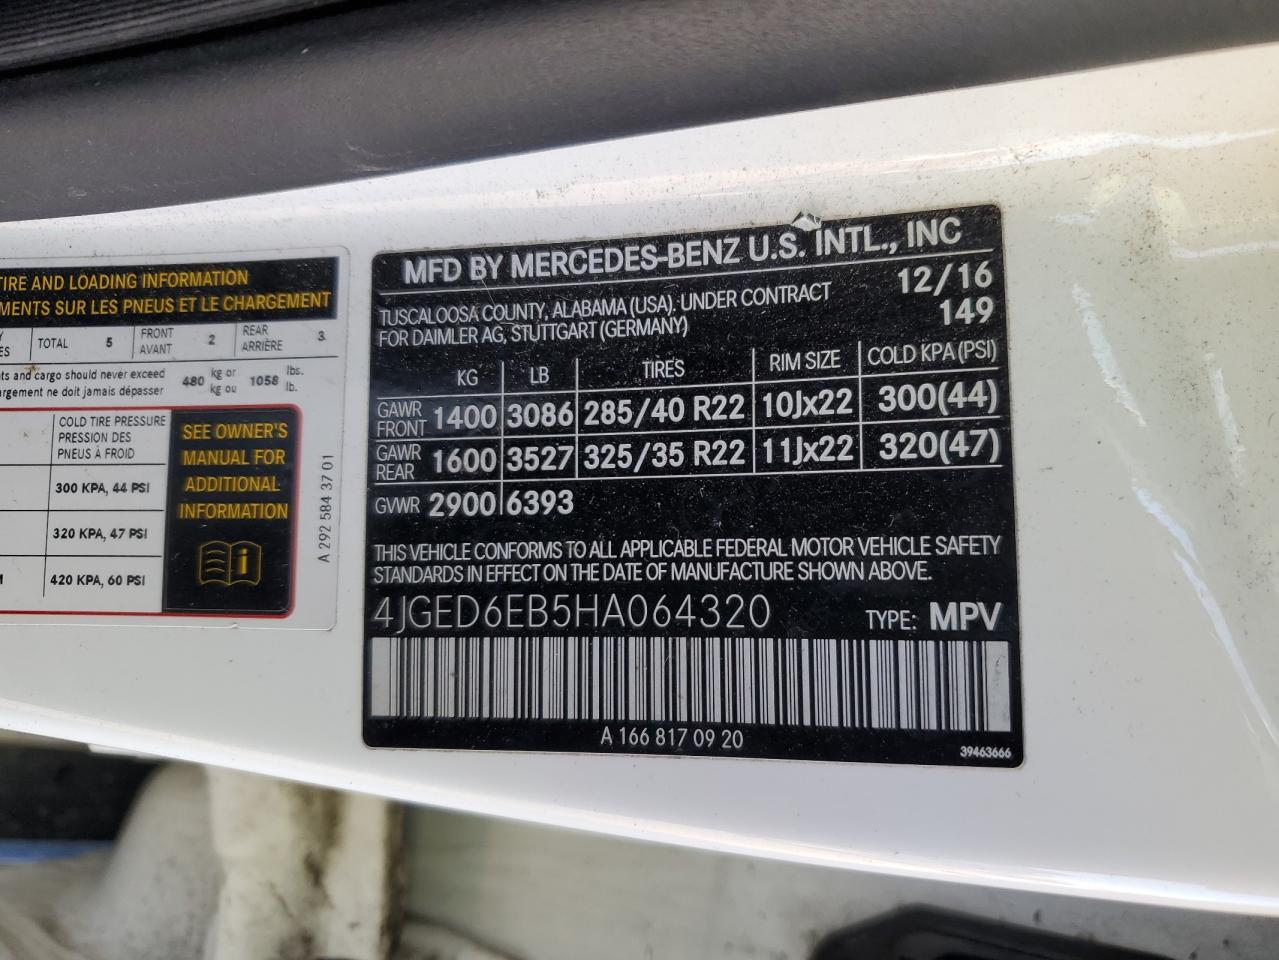 TIRE AND LOADING INFORMATION
MENTS SUR LES PNEUS ET LE CHARGEMENT
TOTAL 5 FRONT AVANT 2 REAR ARRIÈRE 3
and cargo should never exceed 480 kg or 1058 lbs.
argement ne doit jamais dépasser kg ou lb.
COLD TIRE PRESSURE
PRESSION DES
PNEUS À FROID
300 KPA, 44 PSI
320 KPA, 47 PSI
420 KPA, 60 PSI
SEE OWNER'S
MANUAL FOR
ADDITIONAL
INFORMATION
A 292 584 37 01
MFD BY MERCEDES-BENZ U.S. INTL., INC
TUSCALOOSA COUNTY, ALABAMA (USA). UNDER CONTRACT 12/16
FOR DAIMLER AG, STUTTGART (GERMANY) 149
KG LB TIRES RIM SIZE COLD KPA (PSI)
GAWR FRONT 1400 3086 285/40 R22 10Jx22 300(44)
GAWR REAR 1600 3527 325/35 R22 11Jx22 320(47)
GVWR 2900 6393
THIS VEHICLE CONFORMS TO ALL APPLICABLE FEDERAL MOTOR VEHICLE SAFETY
STANDARDS IN EFFECT ON THE DATE OF MANUFACTURE SHOWN ABOVE.
4JGED6EB5HA064320 TYPE: MPV
A 166 817 09 20
39463666